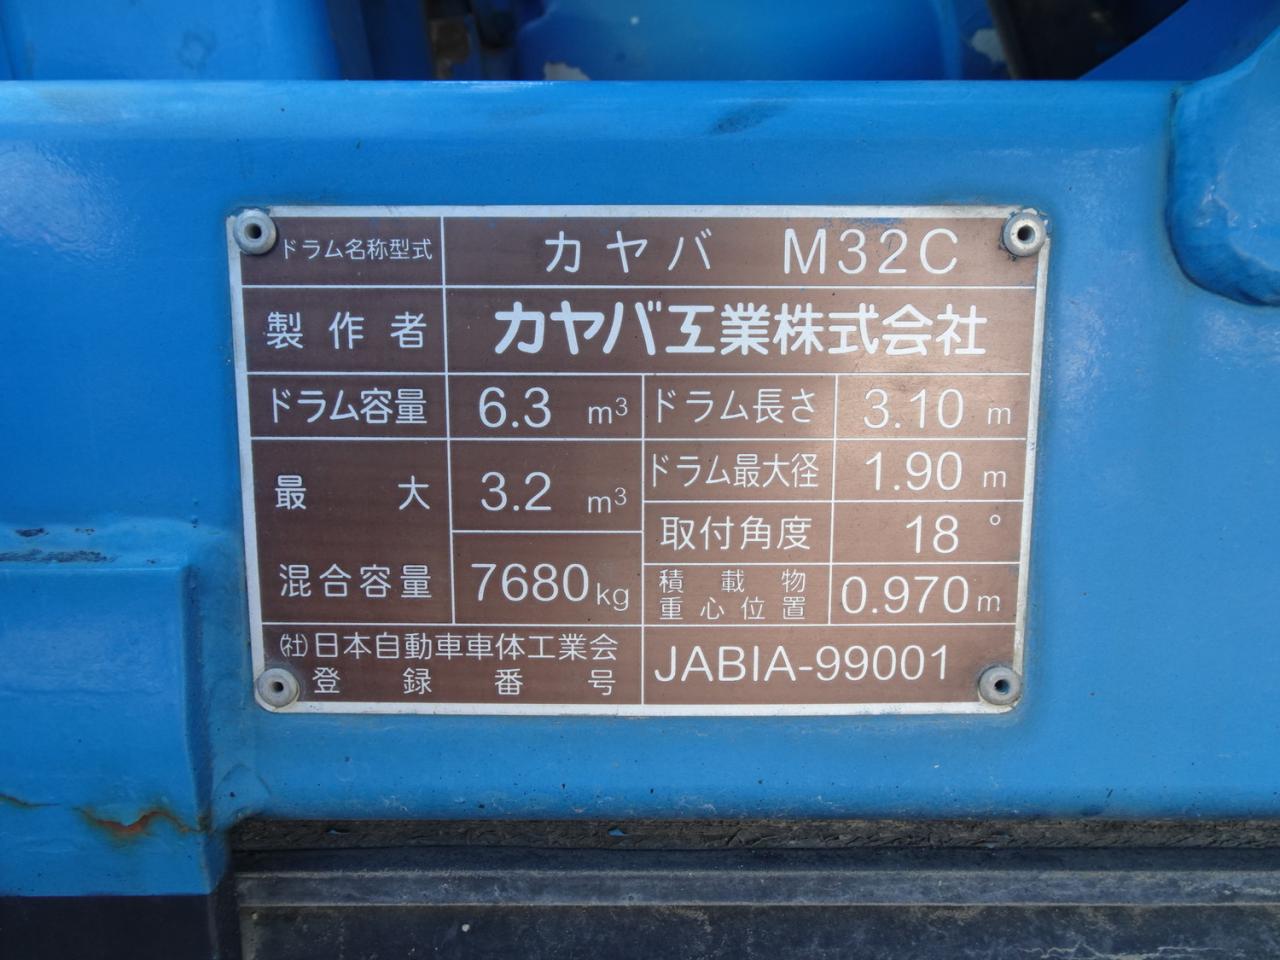 ドラム名称型式 カヤバ M32C
製作者 カヤバ工業株式会社
ドラム容量 6.3 m³ ドラム長さ 3.10 m
最大 3.2 m³ ドラム最大径 1.90 m
取付角度 18°
混合容量 7680kg 積載物 0.970m
重心位置
(社)日本自動車車体工業会 JABIA-99001
登録番号